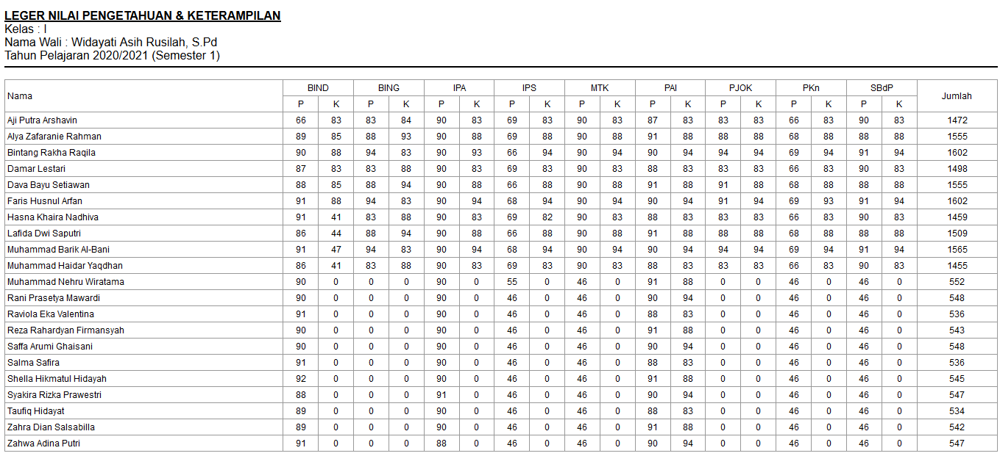 LEGER NILAI PENGETAHUAN & KETERAMPILAN
Kelas : I
Nama Wali : Widayati Asih Rusilah, S.Pd
Tahun Pelajaran 2020/2021 (Semester 1)
Nama BIND BING IPA IPS MTK PAI PJOK PKn SBdP Jumlah
P K P K P K P K P K P K P K P K P K
Aji Putra Arshavin 66 83 83 84 90 83 69 83 90 83 87 83 83 83 66 83 90 83 1472
Alya Zafaranie Rahman 89 85 88 93 90 88 69 88 90 88 91 88 88 88 68 88 88 88 1555
Bintang Rakha Raqila 90 88 94 83 90 93 66 94 90 94 90 94 94 94 69 94 91 94 1602
Damar Lestari 87 83 83 88 90 83 69 83 90 83 88 83 83 83 66 83 90 83 1498
Dava Bayu Setiawan 88 85 88 94 90 88 66 88 90 88 91 88 91 88 68 88 88 88 1555
Faris Husnul Arfan 91 88 94 83 90 94 68 94 90 94 90 94 91 94 69 93 91 94 1602
Hasna Khaira Nadhiva 91 41 83 88 90 83 69 82 90 83 88 83 83 83 66 83 90 83 1459
Lafida Dwi Saputri 86 44 88 94 90 88 66 88 90 88 91 88 88 88 68 88 88 88 1509
Muhammad Barik Al-Bani 91 47 94 83 90 94 68 94 90 94 90 94 94 94 69 94 91 94 1565
Muhammad Haidar Yaqdhan 86 41 83 88 90 83 69 83 90 83 88 83 83 83 66 83 90 83 1455
Muhammad Nehru Wiratama 90 0 0 0 90 0 55 0 46 0 91 88 0 0 46 0 46 0 552
Rani Prasetya Mawardi 90 0 0 0 90 0 46 0 46 0 90 94 0 0 46 0 46 0 548
Raviola Eka Valentina 91 0 0 0 90 0 46 0 46 0 88 83 0 0 46 0 46 0 536
Reza Rahardyan Firmansyah 90 0 0 0 90 0 46 0 46 0 91 88 0 0 46 0 46 0 543
Saffa Arumi Ghaisani 90 0 0 0 90 0 46 0 46 0 90 94 0 0 46 0 46 0 548
Salma Safira 91 0 0 0 90 0 46 0 46 0 88 83 0 0 46 0 46 0 536
Shella Hikmatul Hidayah 92 0 0 0 90 0 46 0 46 0 91 88 0 0 46 0 46 0 545
Syakira Rizka Prawestri 88 0 0 0 91 0 46 0 46 0 90 94 0 0 46 0 46 0 547
Taufiq Hidayat 89 0 0 0 90 0 46 0 46 0 88 83 0 0 46 0 46 0 534
Zahra Dian Salsabilla 89 0 0 0 90 0 46 0 46 0 91 88 0 0 46 0 46 0 542
Zahwa Adina Putri 91 0 0 0 88 0 46 0 46 0 90 94 0 0 46 0 46 0 547